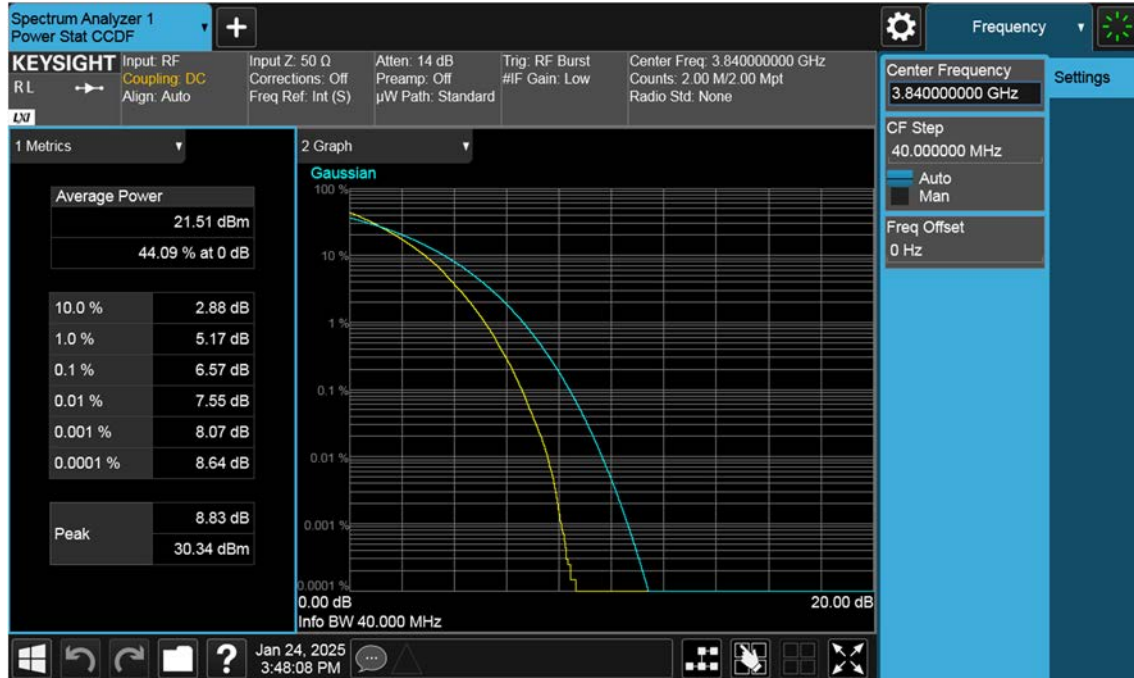 Spectrum Analyzer 1
Power Stat CCDF
+
Frequency
KEYSIGHT
RL
LXI
Input: RF
Coupling: DC
Align: Auto
Input Z: 50 Ω
Corrections: Off
Freq Ref: Int (S)
Atten: 14 dB
Preamp: Off
µW Path: Standard
Trig: RF Burst
#IF Gain: Low
Center Freq: 3.840000000 GHz
Counts: 2.00 M/2.00 Mpt
Radio Std: None
Center Frequency
3.840000000 GHz
Settings
CF Step
40.000000 MHz
Auto
Man
Freq Offset
0 Hz
1 Metrics
Average Power
21.51 dBm
44.09 % at 0 dB
10.0 % 2.88 dB
1.0 % 5.17 dB
0.1 % 6.57 dB
0.01 % 7.55 dB
0.001 % 8.07 dB
0.0001 % 8.64 dB
Peak
8.83 dB
30.34 dBm
2 Graph
Gaussian
100 %
10 %
1 %
0.1 %
0.01 %
0.001 %
0.0001 %
0.00 dB 20.00 dB
Info BW 40.000 MHz
?
Jan 24, 2025
3:48:08 PM